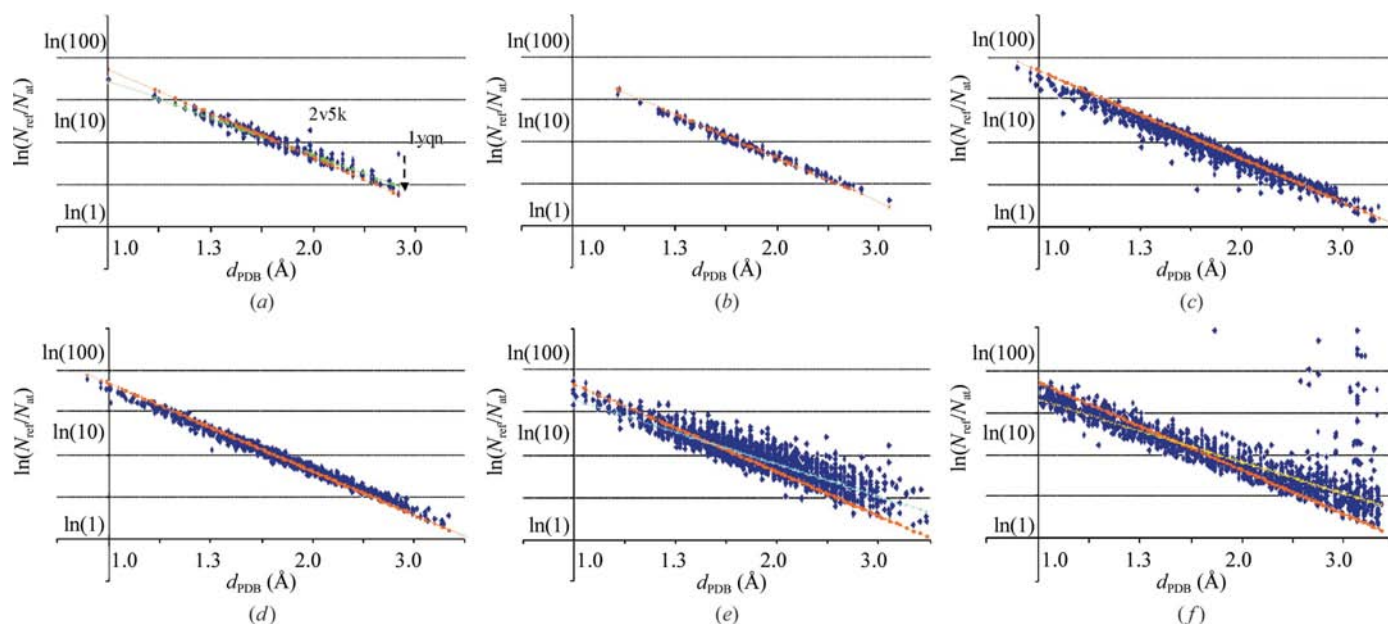 ln(100)
ln(10)
ln(1)
ln(N_ref/N_at)
2v5k
1yqn
1.0 1.3 2.0 3.0
d_PDB (Å)
(a)
ln(100)
ln(10)
ln(1)
ln(N_ref/N_at)
1.0 1.3 2.0 3.0
d_PDB (Å)
(b)
ln(100)
ln(10)
ln(1)
ln(N_ref/N_at)
1.0 1.3 2.0 3.0
d_PDB (Å)
(c)
ln(100)
ln(10)
ln(1)
ln(N_ref/N_at)
1.0 1.3 2.0 3.0
d_PDB (Å)
(d)
ln(100)
ln(10)
ln(1)
ln(N_ref/N_at)
1.0 1.3 2.0 3.0
d_PDB (Å)
(e)
ln(100)
ln(10)
ln(1)
ln(N_ref/N_at)
1.0 1.3 2.0 3.0
d_PDB (Å)
(f)